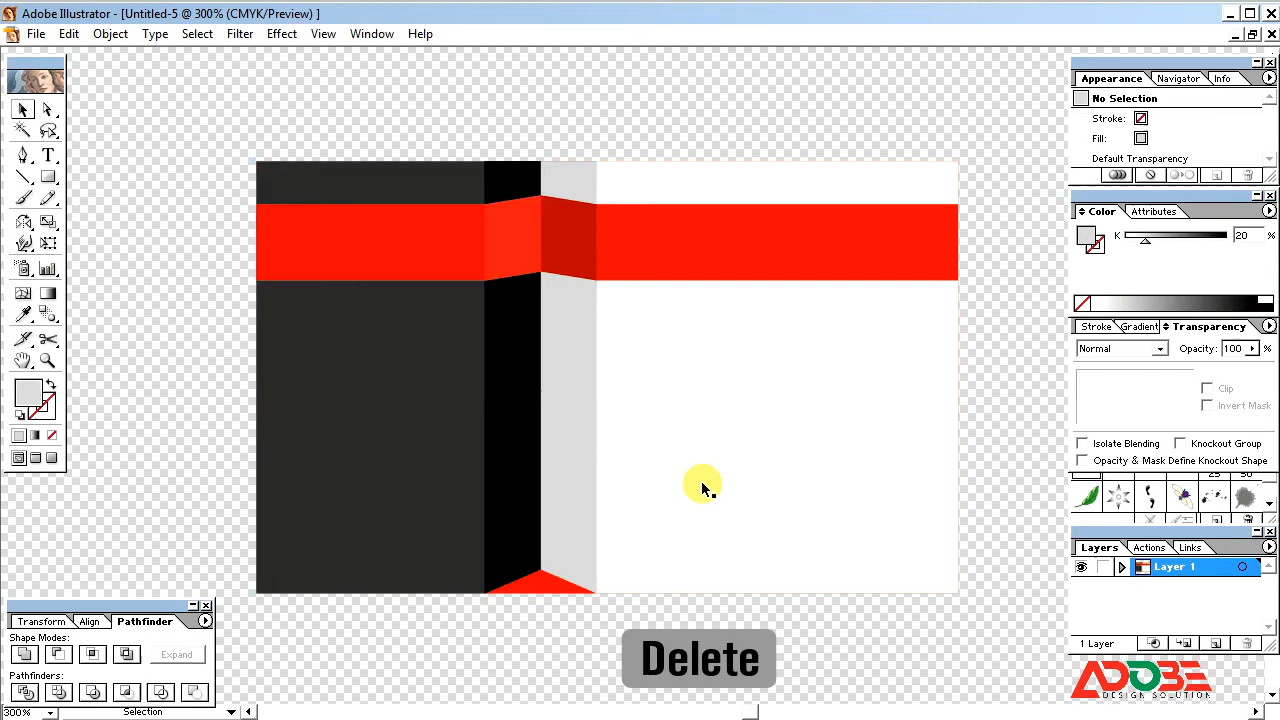 Adobe Illustrator - [Untitled-5 @ 300% (CMYK/Preview) ]
File Edit Object Type Select Filter Effect View Window Help
Appearance Navigator Info
No Selection
Stroke:
Fill:
Default Transparency
Color Attributes
K 20 %
Stroke Gradient Transparency
Normal Opacity: 100 %
Clip
Invert Mask
Isolate Blending Knockout Group
Opacity & Mask Define Knockout Shape
Layers Actions Links
Layer 1
1 Layer
Transform Align Pathfinder
Shape Modes:
Expand
Pathfinders:
300% Selection
Delete
ADOBE
DESIGN SOLUTION